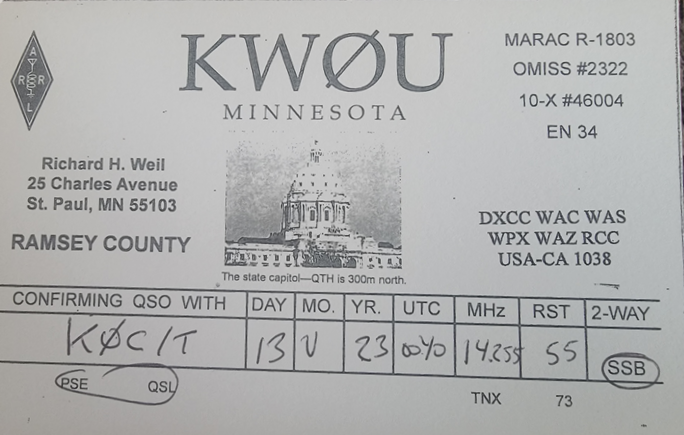 ARRL
KWØU
MINNESOTA
MARAC R-1803
OMISS #2322
10-X #46004
EN 34
Richard H. Weil
25 Charles Avenue
St. Paul, MN 55103
RAMSEY COUNTY
The state capitol—QTH is 300m north.
DXCC WAC WAS
WPX WAZ RCC
USA-CA 1038
CONFIRMING QSO WITH DAY MO. YR. UTC MHz RST 2-WAY
KØC/T 13 V 23 0040 14.255 55 SSB
PSE QSL
TNX 73